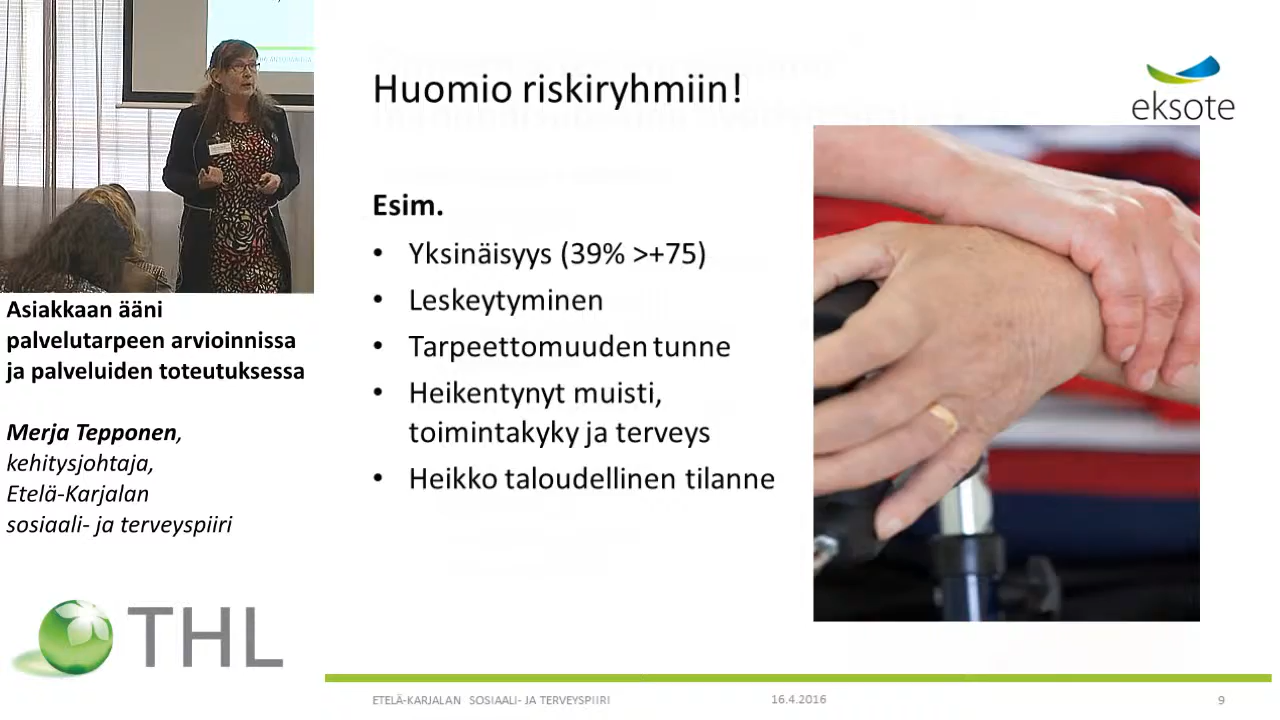 Huomio riskiryhmiin!
eksote
Esim.
• Yksinäisyys (39% >+75)
• Leskeytyminen
• Tarpeettomuuden tunne
• Heikentynyt muisti,
toimintakyky ja terveys
• Heikko taloudellinen tilanne
Asiakkaan ääni
palvelutarpeen arvioinnissa
ja palveluiden toteutuksessa
Merja Tepponen,
kehitysjohtaja,
Etelä-Karjalan
sosiaali- ja terveyspiiri
THL
ETELÄ-KARJALAN SOSIAALI- JA TERVEYSPIIRI
16.4.2016
9